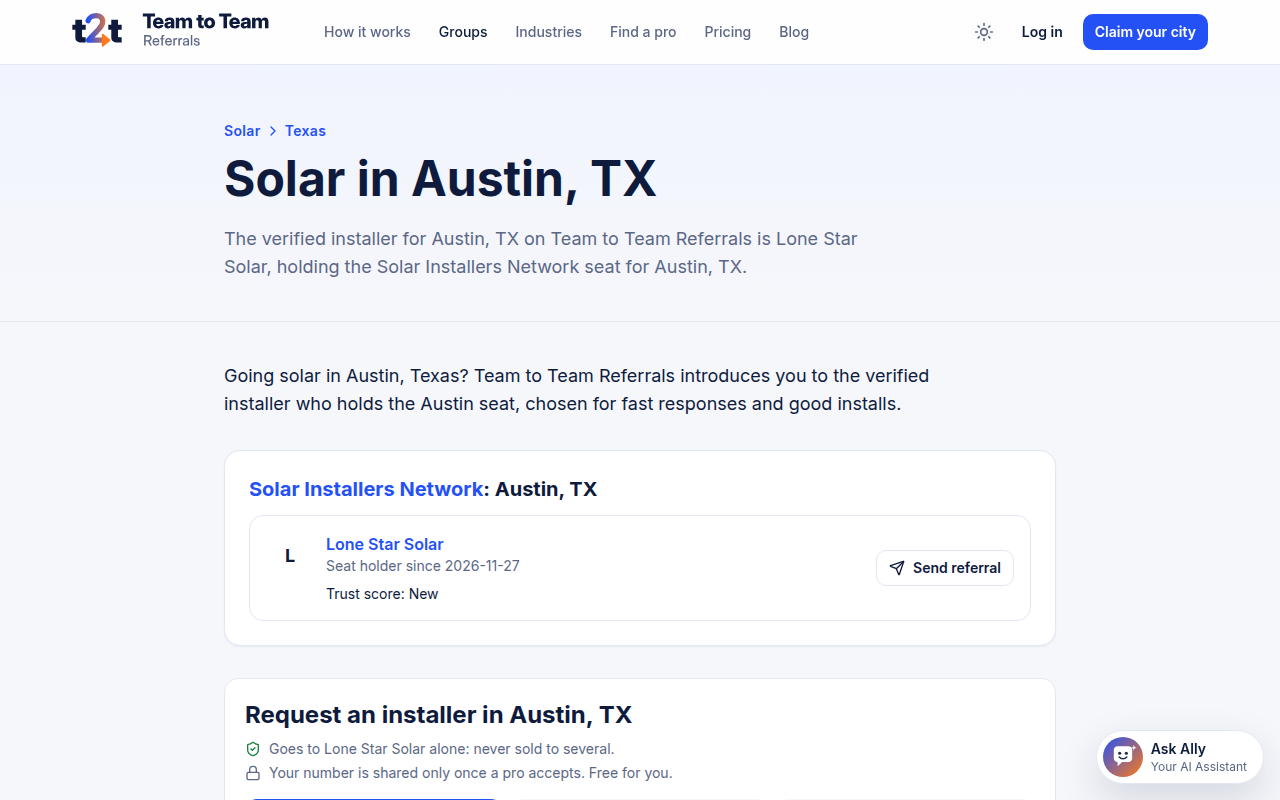 t2t
Team to Team
Referrals
How it works
Groups
Industries
Find a pro
Pricing
Blog
Log in
Claim your city
Solar > Texas
Solar in Austin, TX
The verified installer for Austin, TX on Team to Team Referrals is Lone Star
Solar, holding the Solar Installers Network seat for Austin, TX.
Going solar in Austin, Texas? Team to Team Referrals introduces you to the verified
installer who holds the Austin seat, chosen for fast responses and good installs.
Solar Installers Network: Austin, TX
L
Lone Star Solar
Seat holder since 2026-11-27
Trust score: New
Send referral
Request an installer in Austin, TX
Goes to Lone Star Solar alone: never sold to several.
Your number is shared only once a pro accepts. Free for you.
Ask Ally
Your AI Assistant